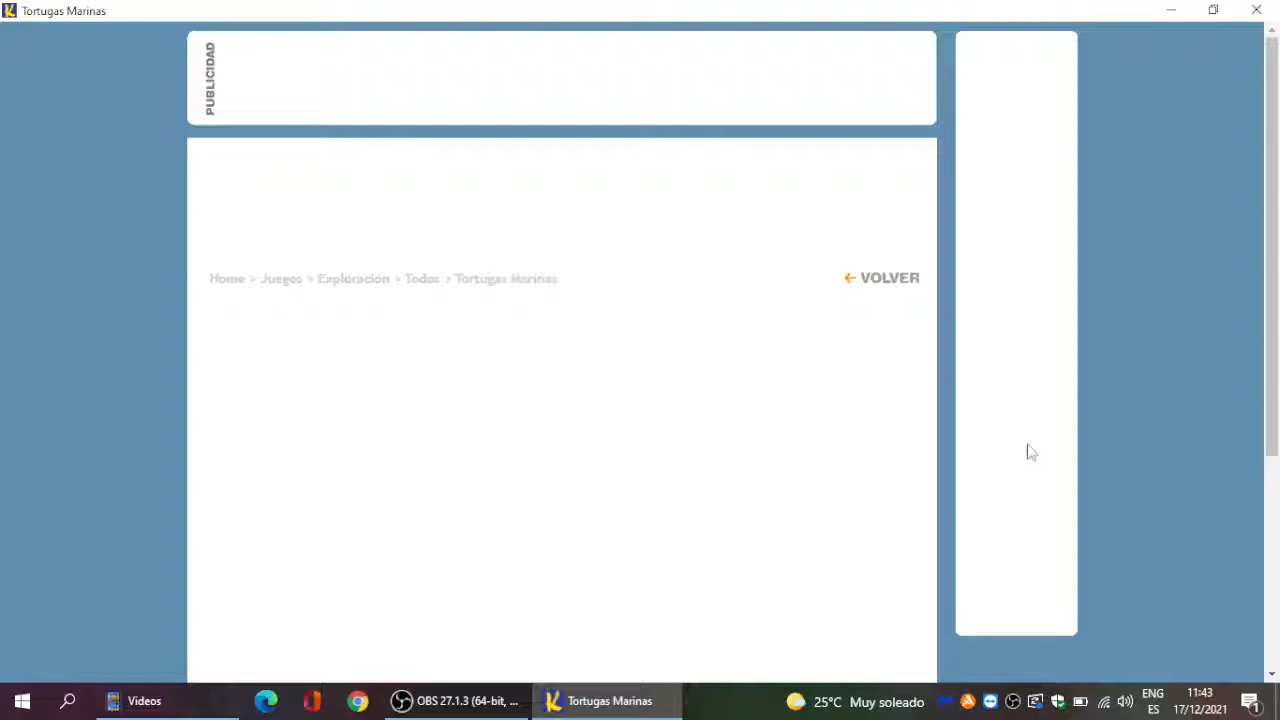 Tortugas Marinas
PUBLICIDAD
Home > Juegos > Exploración > Todos > Tortugas Marinas
VOLVER
Videos
OBS 27.1.3 (64-bit, ...
Tortugas Marinas
25°C Muy soleado
ENG
ES
11:43
17/12/2021
1